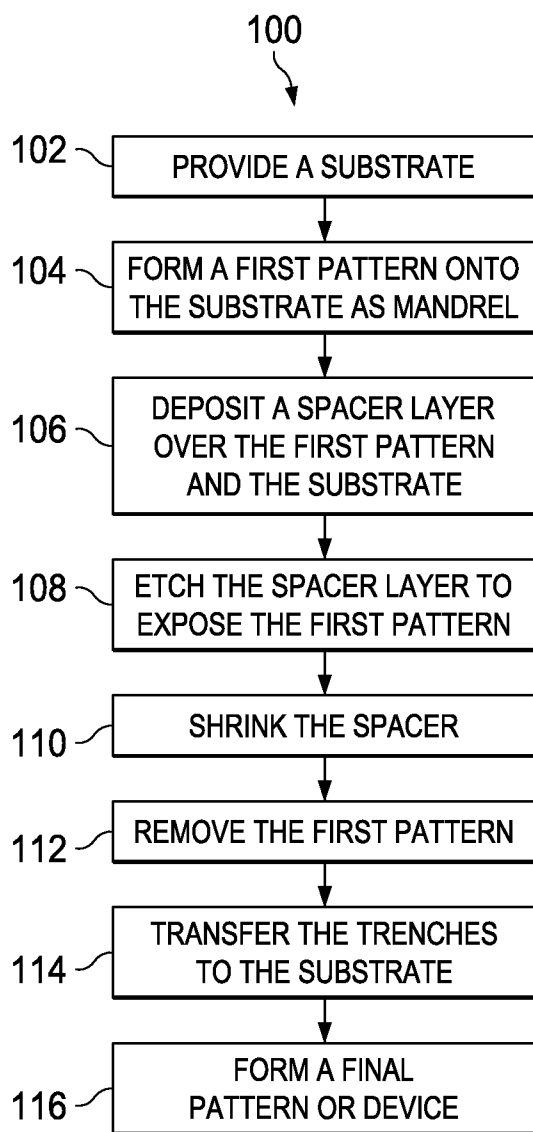 100
102
PROVIDE A SUBSTRATE
104
FORM A FIRST PATTERN ONTO
THE SUBSTRATE AS MANDREL
106
DEPOSIT A SPACER LAYER
OVER THE FIRST PATTERN
AND THE SUBSTRATE
108
ETCH THE SPACER LAYER TO
EXPOSE THE FIRST PATTERN
110
SHRINK THE SPACER
112
REMOVE THE FIRST PATTERN
114
TRANSFER THE TRENCHES
TO THE SUBSTRATE
116
FORM A FINAL
PATTERN OR DEVICE